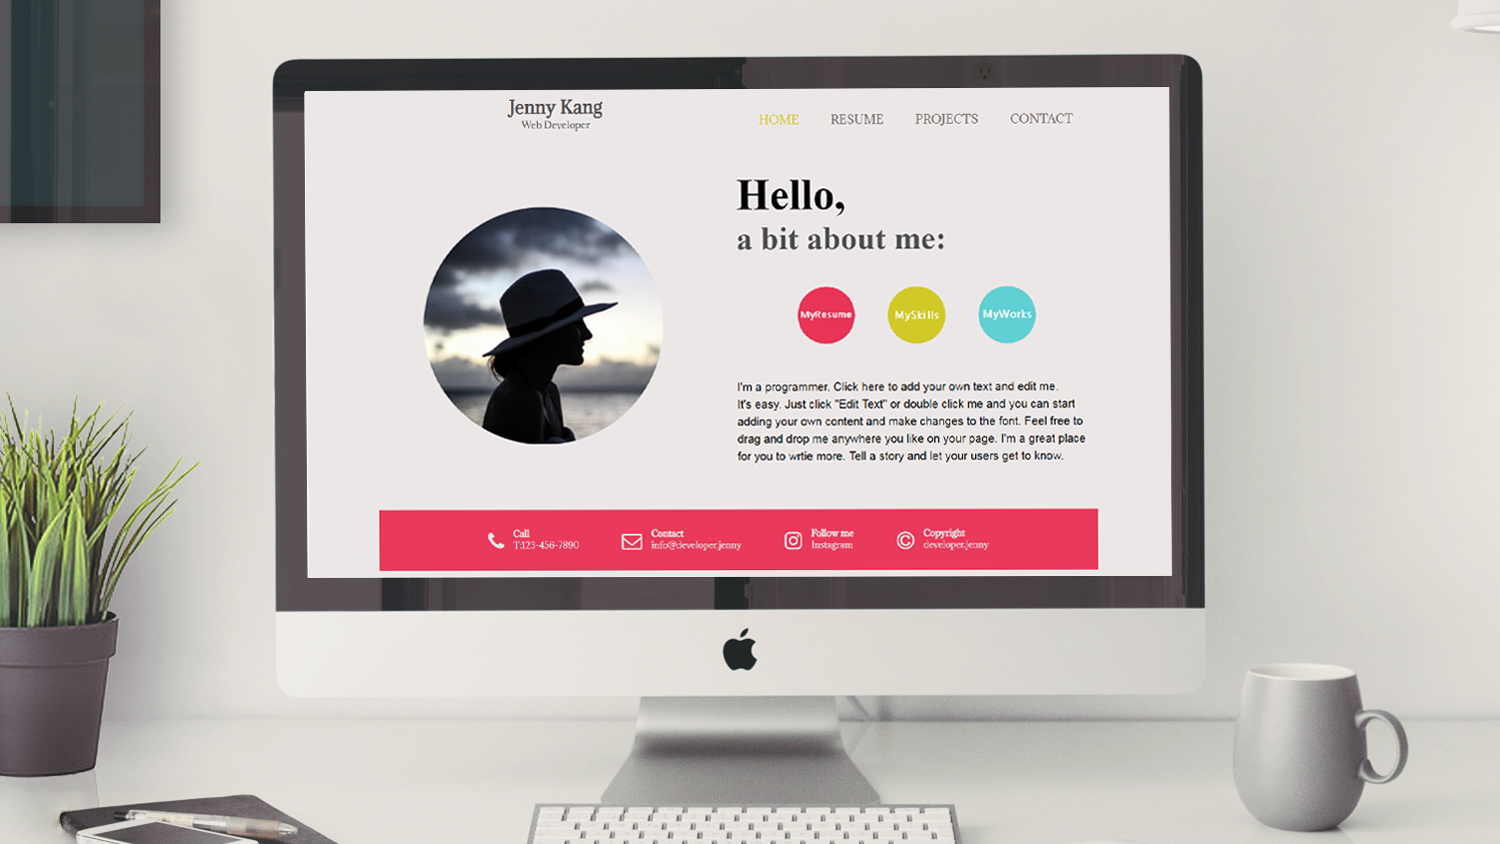 Jenny Kang
Web Developer
HOME RESUME PROJECTS CONTACT
Hello,
a bit about me:
MyResume MySkills MyWorks
I'm a programmer. Click here to add your own text and edit me.
It's easy. Just click "Edit Text" or double click me and you can start
adding your own content and make changes to the font. Feel free to
drag and drop me anywhere you like on your page. I'm a great place
for you to wrtie more. Tell a story and let your users get to know.
Call
T:123-456-7890
Contact
info@developer.jenny
Follow me
Instagram
Copyright
developer.jenny